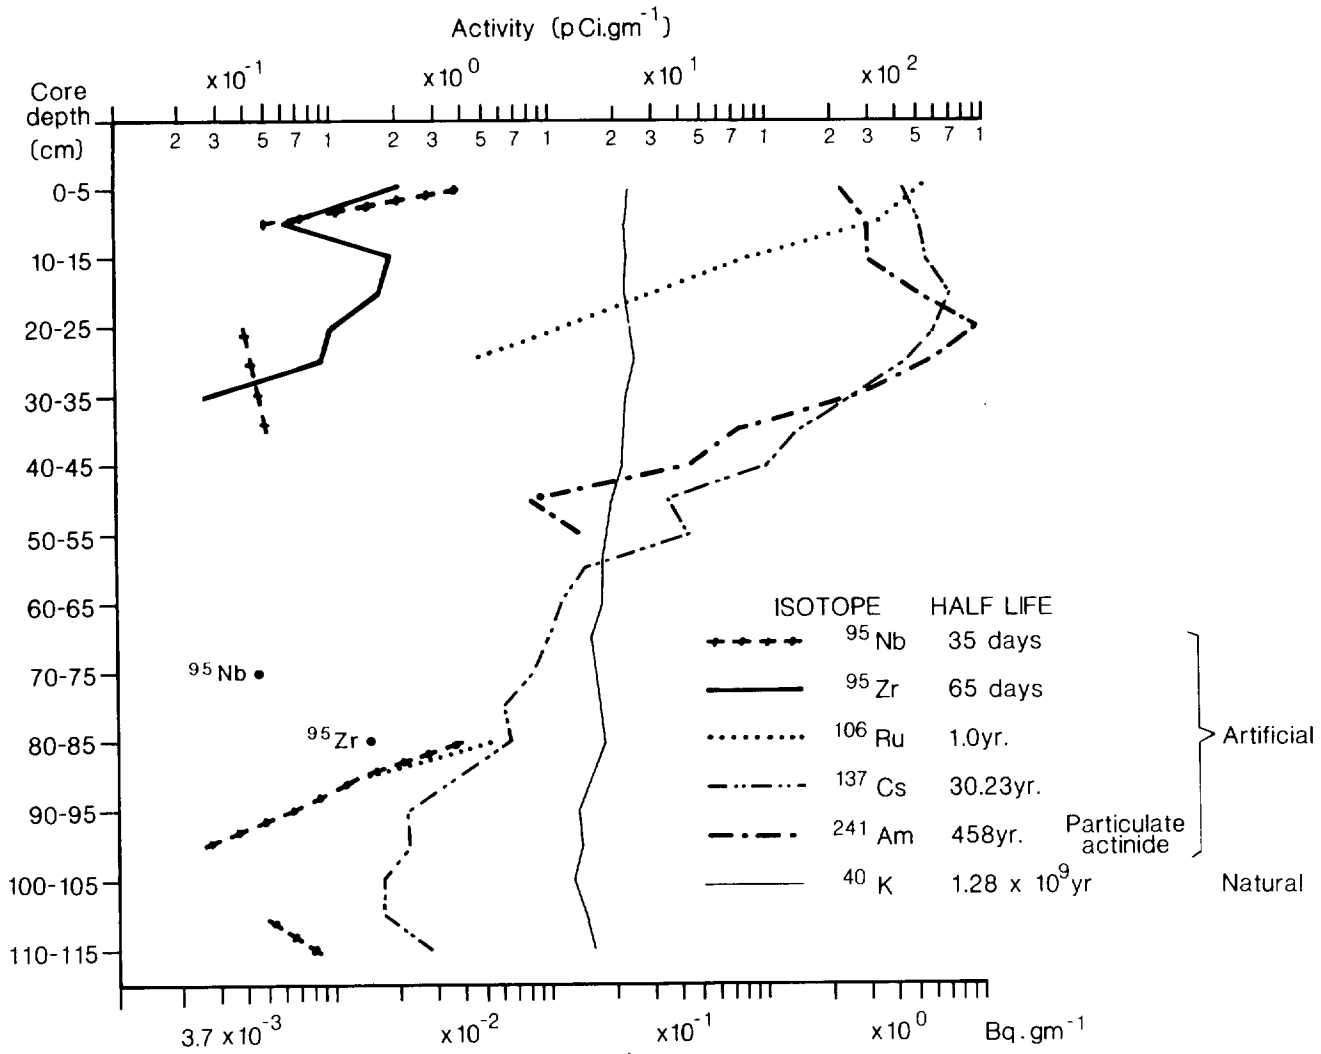 Activity (pCi.gm⁻¹)
x10⁻¹ x10⁰ x10¹ x10²
Core
depth
(cm)
2 3 5 7 1 2 3 5 7 1 2 3 5 7 1 2 3 5 7 1
0-5
10-15
20-25
30-35
40-45
50-55
60-65
70-75
80-85
90-95
100-105
110-115
⁹⁵Nb
⁹⁵Zr
ISOTOPE HALF LIFE
⁹⁵Nb 35 days
⁹⁵Zr 65 days
¹⁰⁶Ru 1.0yr.
¹³⁷Cs 30.23yr.
²⁴¹Am 458yr. Particulate
actinide
Artificial
⁴⁰K 1.28 x 10⁹yr Natural
3.7 x10⁻³ x10⁻² x10⁻¹ x10⁰ Bq.gm⁻¹